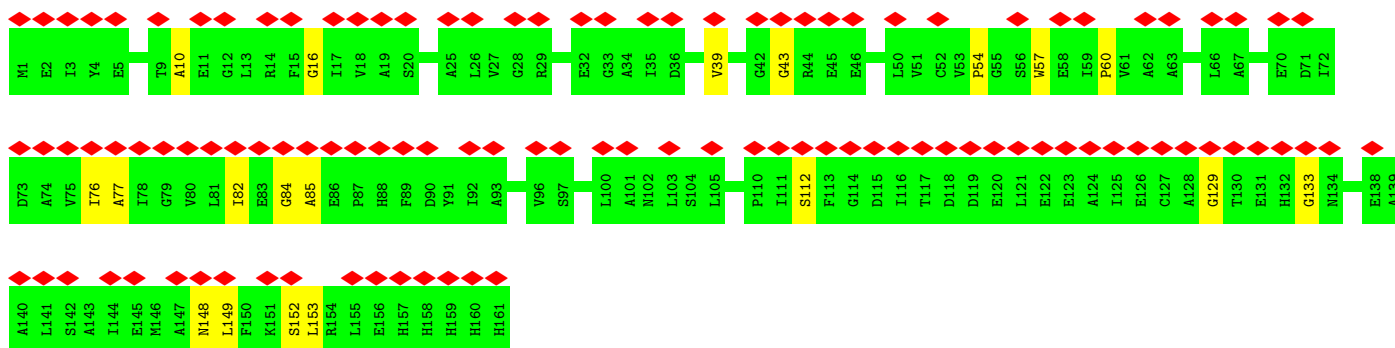 M1 E2 I3 Y4 E5 T9 A10 E11 G12 L13 R14 F15 G16 I17 V18 A19 S20 A25 L26 V27 G28 R29 E32 G33 A34 I35 D36 V39 G42 G43 R44 E45 E46 L50 V51 C52 V53 P54 G55 S56 W57 E58 I59 P60 V61 A62 A63 L66 A67 E70 D71 I72
D73 A74 V75 I76 A77 I78 G79 V80 L81 I82 E83 G84 A85 E86 P87 H88 F89 D90 Y91 I92 A93 V96 S97 L100 A101 N102 L103 S104 L105 P110 I111 S112 F113 G114 D115 I116 T117 D118 D119 E120 L121 E122 E123 A124 I125 E126 C127 A128 G129 T130 E131 H132 G133 N134 E138 A139
A140 L141 S142 A143 I144 E145 M146 A147 N148 L149 F150 K151 S152 L153 R154 L155 E156 H157 H158 H159 H160 H161